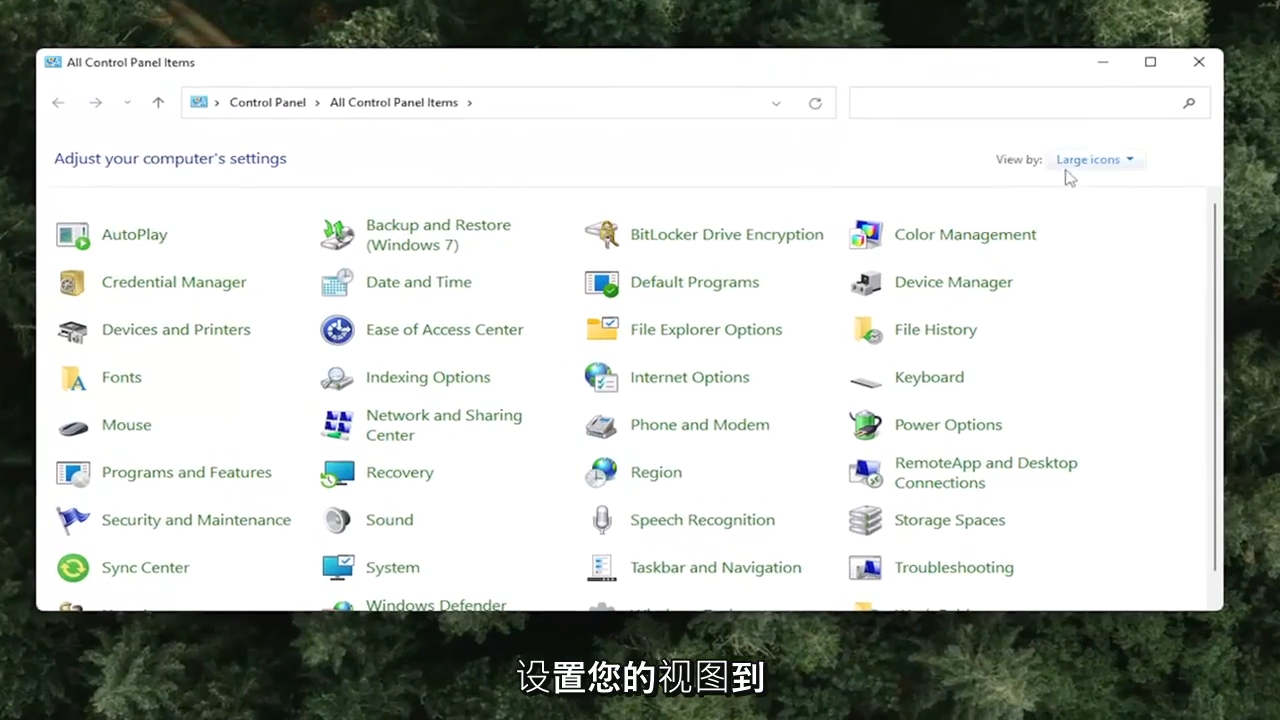 All Control Panel Items
Control Panel > All Control Panel Items >
Adjust your computer's settings
View by: Large icons
AutoPlay
Backup and Restore
(Windows 7)
BitLocker Drive Encryption
Color Management
Credential Manager
Date and Time
Default Programs
Device Manager
Devices and Printers
Ease of Access Center
File Explorer Options
File History
Fonts
Indexing Options
Internet Options
Keyboard
Mouse
Network and Sharing
Center
Phone and Modem
Power Options
Programs and Features
Recovery
Region
RemoteApp and Desktop
Connections
Security and Maintenance
Sound
Speech Recognition
Storage Spaces
Sync Center
System
Taskbar and Navigation
Troubleshooting
Windows Defender
设置您的视图到